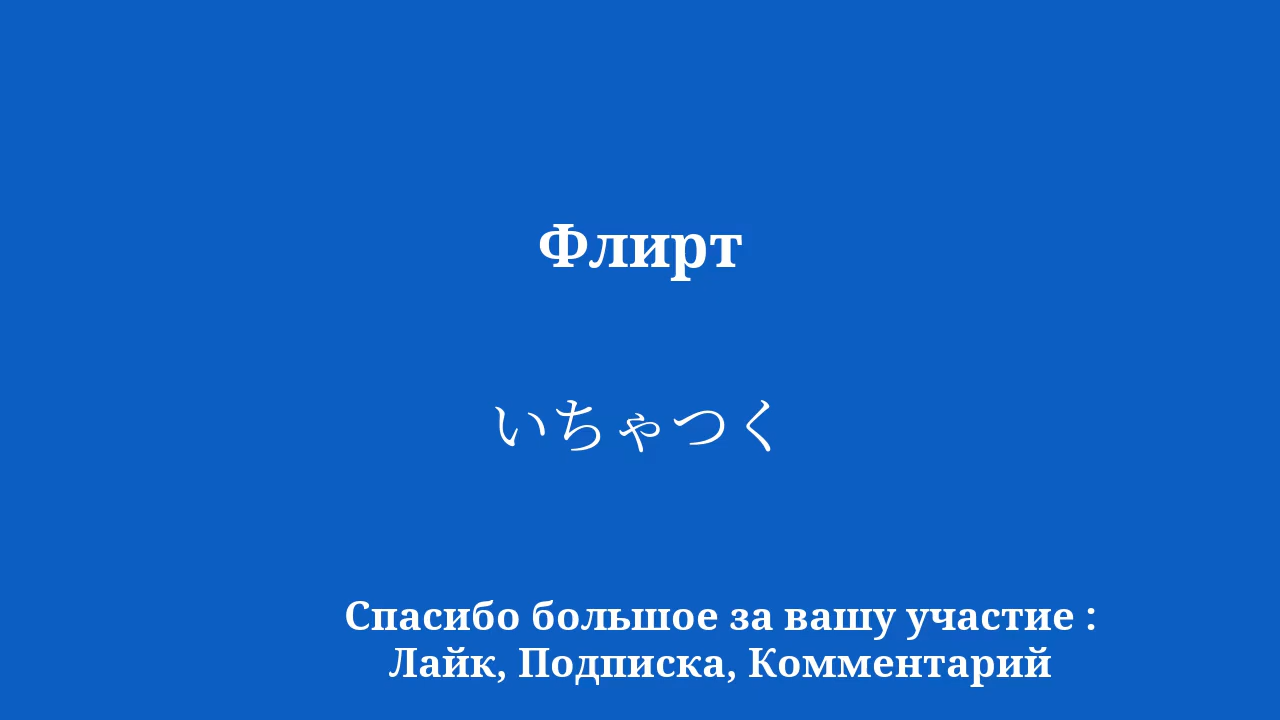 Флирт
いちゃつく
Спасибо большое за вашу участие :
Лайк, Подписка, Комментарий